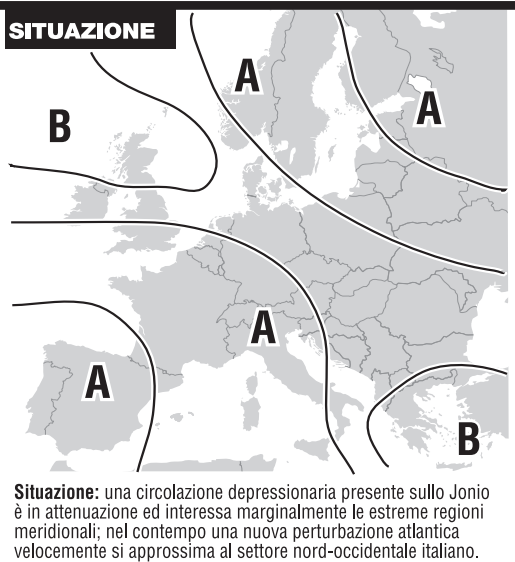 SITUAZIONE
A
B
A
A
A
B
Situazione: una circolazione depressionaria presente sullo Jonio
è in attenuazione ed interessa marginalmente le estreme regioni
meridionali; nel contempo una nuova perturbazione atlantica
velocemente si approssima al settore nord-occidentale italiano.